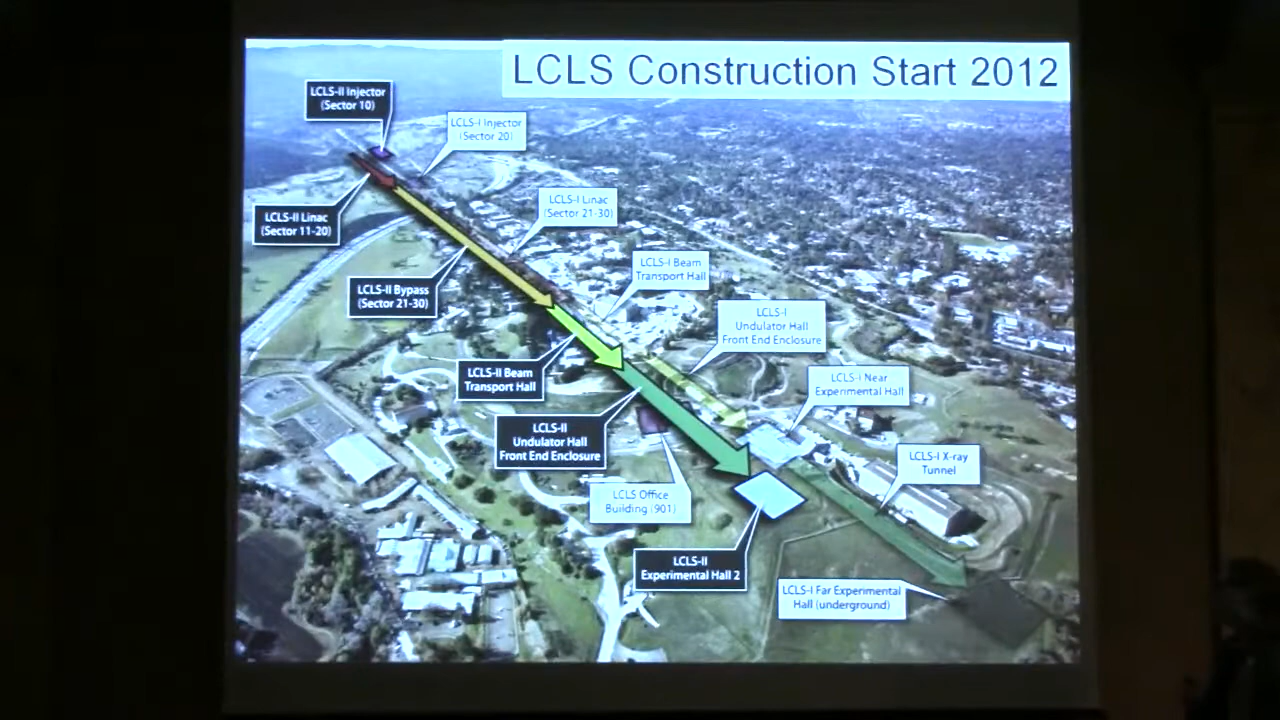 LCLS Construction Start 2012
LCLS-II Injector
(Sector 10)
LCLS-I Injector
(Sector 20)
LCLS-II Linac
(Sector 11-20)
LCLS-I Linac
(Sector 21-30)
LCLS-II Bypass
(Sector 21-30)
LCLS-I Beam
Transport Hall
LCLS-I
Undulator Hall
Front End Enclosure
LCLS-II Beam
Transport Hall
LCLS-I Near
Experimental Hall
LCLS-II
Undulator Hall
Front End Enclosure
LCLS-I X-ray
Tunnel
LCLS Office
Building (901)
LCLS-II
Experimental Hall 2
LCLS-I Far Experimental
Hall (underground)